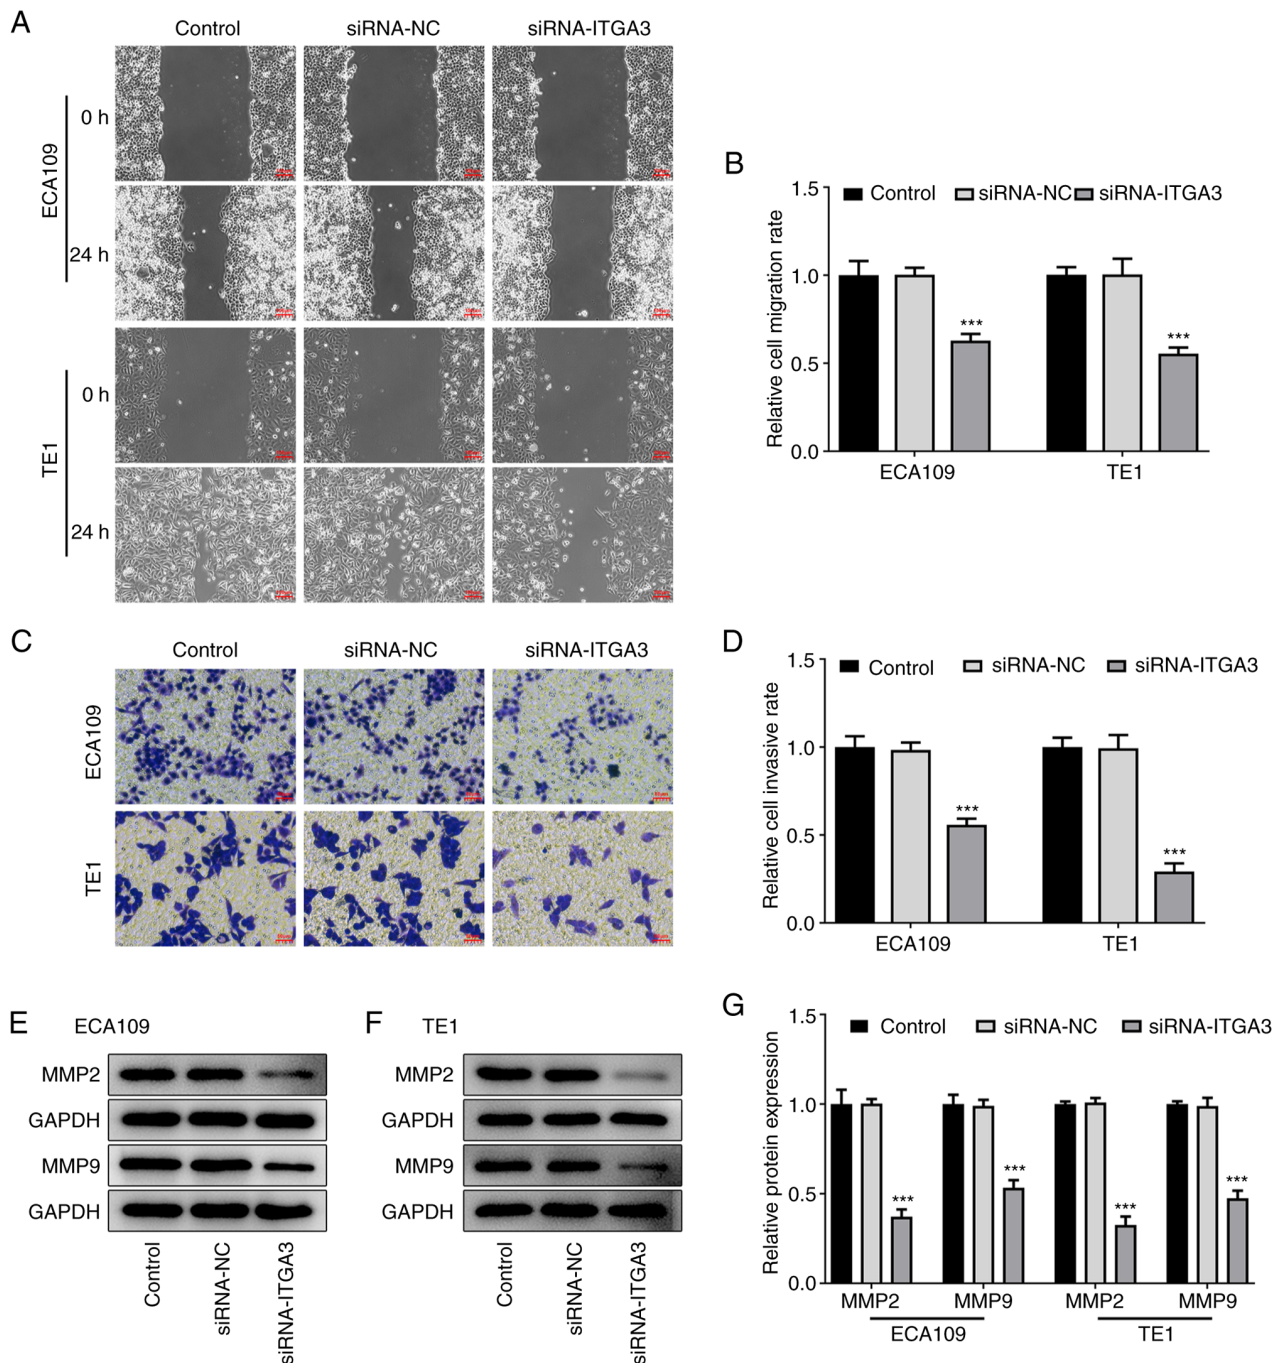 A
Control siRNA-NC siRNA-ITGA3
ECA109
0 h
24 h
TE1
0 h
24 h
B
1.5
1.0
0.5
0.0
Relative cell migration rate
Control siRNA-NC siRNA-ITGA3
***
***
ECA109 TE1
C
Control siRNA-NC siRNA-ITGA3
ECA109
TE1
D
1.5
1.0
0.5
0.0
Relative cell invasive rate
Control siRNA-NC siRNA-ITGA3
***
***
ECA109 TE1
E ECA109
MMP2
GAPDH
MMP9
GAPDH
Control siRNA-NC siRNA-ITGA3
F TE1
MMP2
GAPDH
MMP9
GAPDH
Control siRNA-NC siRNA-ITGA3
G
1.5
1.0
0.5
0.0
Relative protein expression
Control siRNA-NC siRNA-ITGA3
***
***
***
***
MMP2 MMP9 MMP2 MMP9
ECA109 TE1